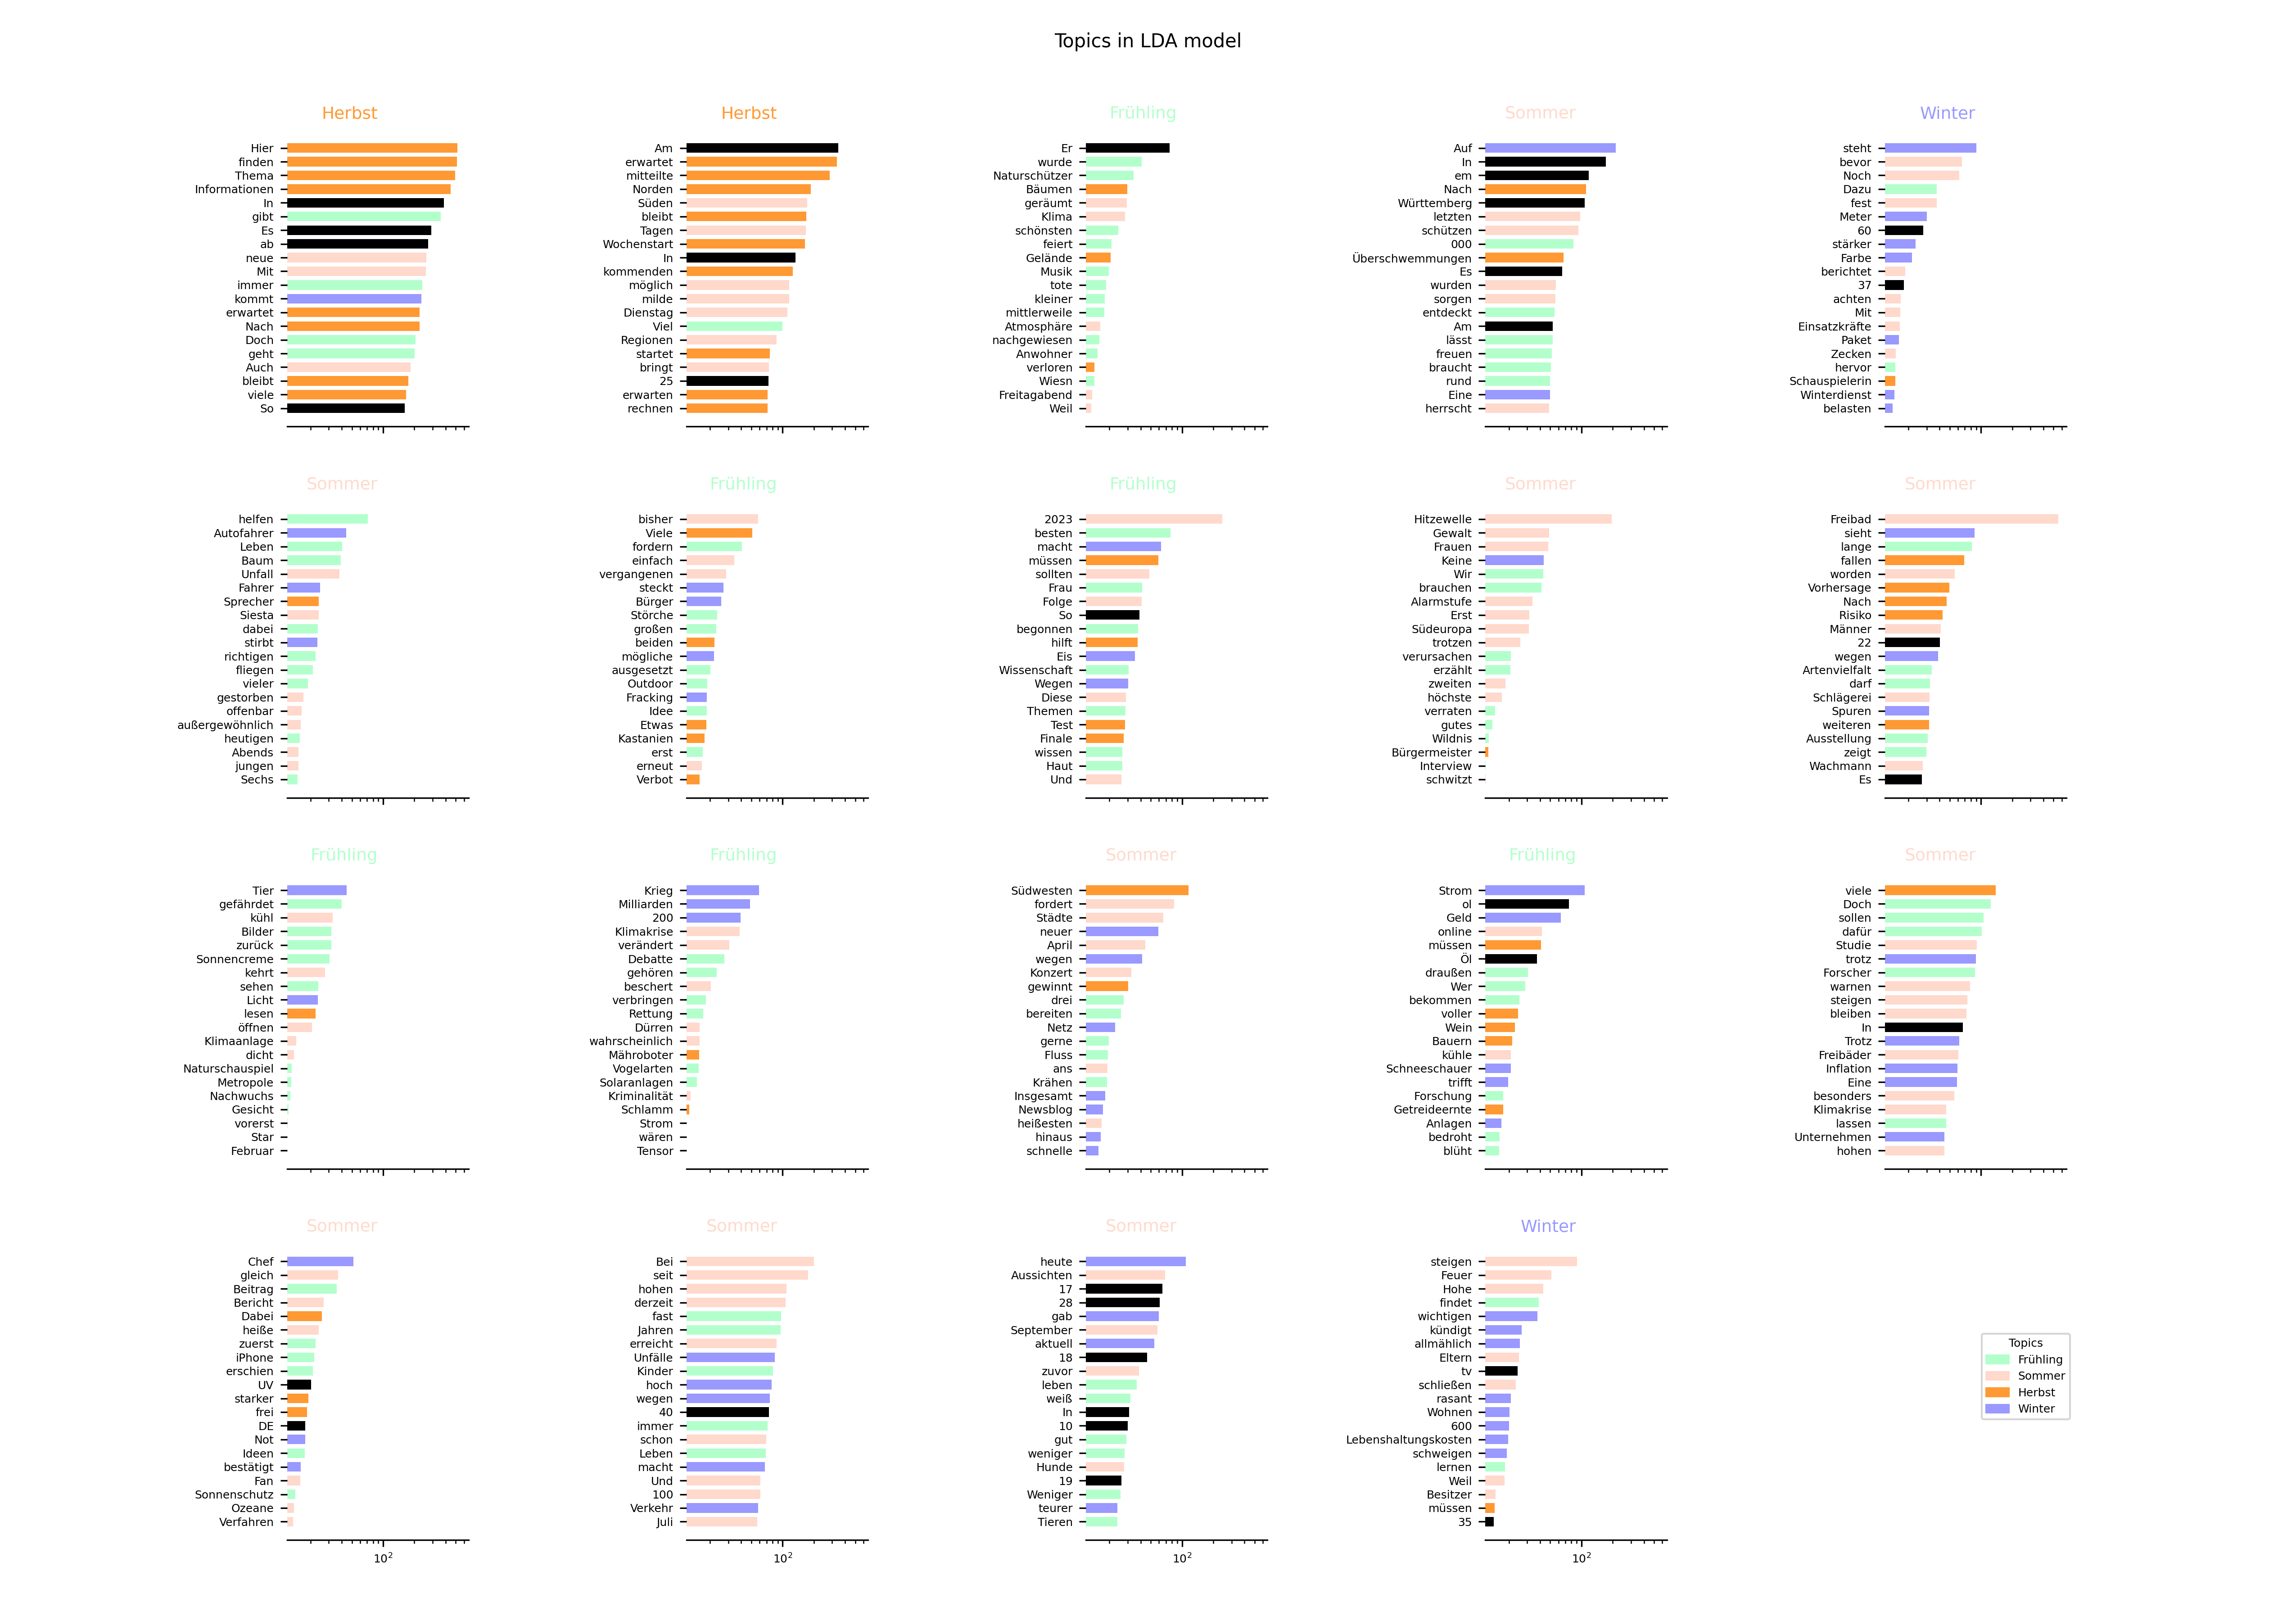 Topics in LDA model
Herbst
Hier
finden
Thema
Informationen
In
gibt
Es
ab
neue
Mit
immer
kommt
erwartet
Nach
Doch
geht
Auch
bleibt
viele
So
Herbst
Am
erwartet
mitteilte
Norden
Süden
bleibt
Tagen
Wochenstart
In
kommenden
möglich
milde
Dienstag
Viel
Regionen
startet
bringt
25
erwarten
rechnen
Frühling
Er
wurde
Naturschützer
Bäumen
geräumt
Klima
schönsten
feiert
Gelände
Musik
tote
kleiner
mittlerweile
Atmosphäre
nachgewiesen
Anwohner
verloren
Wiesn
Freitagabend
Weil
Sommer
Auf
In
em
Nach
Württemberg
letzten
schützen
000
Überschwemmungen
Es
wurden
sorgen
entdeckt
Am
lässt
freuen
braucht
rund
Eine
herrscht
Winter
steht
bevor
Noch
Dazu
fest
Meter
60
stärker
Farbe
berichtet
37
achten
Mit
Einsatzkräfte
Paket
Zecken
hervor
Schauspielerin
Winterdienst
belasten
Sommer
helfen
Autofahrer
Leben
Baum
Unfall
Fahrer
Sprecher
Siesta
dabei
stirbt
richtigen
fliegen
vieler
gestorben
offenbar
außergewöhnlich
heutigen
Abends
jungen
Sechs
Frühling
bisher
Viele
fordern
einfach
vergangenen
steckt
Bürger
Störche
großen
beiden
mögliche
ausgesetzt
Outdoor
Fracking
Idee
Etwas
Kastanien
erst
erneut
Verbot
Frühling
2023
besten
macht
müssen
sollten
Frau
Folge
So
begonnen
hilft
Eis
Wissenschaft
Wegen
Diese
Themen
Test
Finale
wissen
Haut
Und
Sommer
Hitzewelle
Gewalt
Frauen
Keine
Wir
brauchen
Alarmstufe
Erst
Südeuropa
trotzen
verursachen
erzählt
zweiten
höchste
verraten
gutes
Wildnis
Bürgermeister
Interview
schwitzt
Sommer
Freibad
sieht
lange
fallen
worden
Vorhersage
Nach
Risiko
Männer
22
wegen
Artenvielfalt
darf
Schlägerei
Spuren
weiteren
Ausstellung
zeigt
Wachmann
Es
Frühling
Tier
gefährdet
kühl
Bilder
zurück
Sonnencreme
kehrt
sehen
Licht
lesen
öffnen
Klimaanlage
dicht
Naturschauspiel
Metropole
Nachwuchs
Gesicht
vorerst
Star
Februar
Frühling
Krieg
Milliarden
200
Klimakrise
verändert
Debatte
gehören
beschert
verbringen
Rettung
Dürren
wahrscheinlich
Mähroboter
Vogelarten
Solaranlagen
Kriminalität
Schlamm
Strom
wären
Tensor
Sommer
Südwesten
fordert
Städte
neuer
April
wegen
Konzert
gewinnt
drei
bereiten
Netz
gerne
Fluss
ans
Krähen
Insgesamt
Newsblog
heißesten
hinaus
schnelle
Frühling
Strom
ol
Geld
online
müssen
Öl
draußen
Wer
bekommen
voller
Wein
Bauern
kühle
Schneeschauer
trifft
Forschung
Getreideernte
Anlagen
bedroht
blüht
Sommer
viele
Doch
sollen
dafür
Studie
trotz
Forscher
warnen
steigen
bleiben
In
Trotz
Freibäder
Inflation
Eine
besonders
Klimakrise
lassen
Unternehmen
hohen
Sommer
Chef
gleich
Beitrag
Bericht
Dabei
heiße
zuerst
iPhone
erschien
UV
starker
frei
DE
Not
Ideen
bestätigt
Fan
Sonnenschutz
Ozeane
Verfahren
10²
Sommer
Bei
seit
hohen
derzeit
fast
Jahren
erreicht
Unfälle
Kinder
hoch
wegen
40
immer
schon
Leben
macht
Und
100
Verkehr
Juli
10²
Sommer
heute
Aussichten
17
28
gab
September
aktuell
18
zuvor
leben
weiß
In
10
gut
weniger
Hunde
19
Weniger
teurer
Tieren
10²
Winter
steigen
Feuer
Hohe
findet
wichtigen
kündigt
allmählich
Eltern
tv
schließen
rasant
Wohnen
600
Lebenshaltungskosten
schweigen
lernen
Weil
Besitzer
müssen
35
10²
Topics
Frühling
Sommer
Herbst
Winter